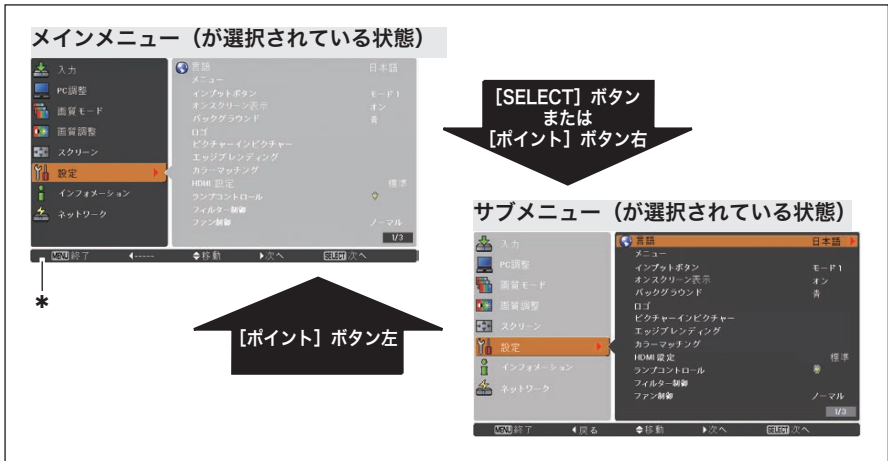 メインメニュー（が選択されている状態）
入力
PC調整
画質モード
画質調整
スクリーン
設定
インフォメーション
ネットワーク
言語 日本語
メニュー
インプットボタン モード1
オンスクリーン表示 オン
バックグラウンド 青
ロゴ
ピクチャーインピクチャー
エッジブレンディング
カラーマッチング
HDMI 設定 標準
ランプコントロール
フィルター制御
ファン制御 ノーマル
1/3
MENU 終了 ◀----- ◆移動 ▶次へ SELECT 次へ
*
[SELECT] ボタン
または
[ポイント] ボタン右
[ポイント] ボタン左
サブメニュー（が選択されている状態）
入力
PC調整
画質モード
画質調整
スクリーン
設定
インフォメーション
ネットワーク
言語 日本語
メニュー
インプットボタン モード1
オンスクリーン表示 オン
バックグラウンド 青
ロゴ
ピクチャーインピクチャー
エッジブレンディング
カラーマッチング
HDMI 設定 標準
ランプコントロール
フィルター制御
ファン制御 ノーマル
1/3
MENU 終了 ◀戻る ◆移動 ▶次へ SELECT 次へ